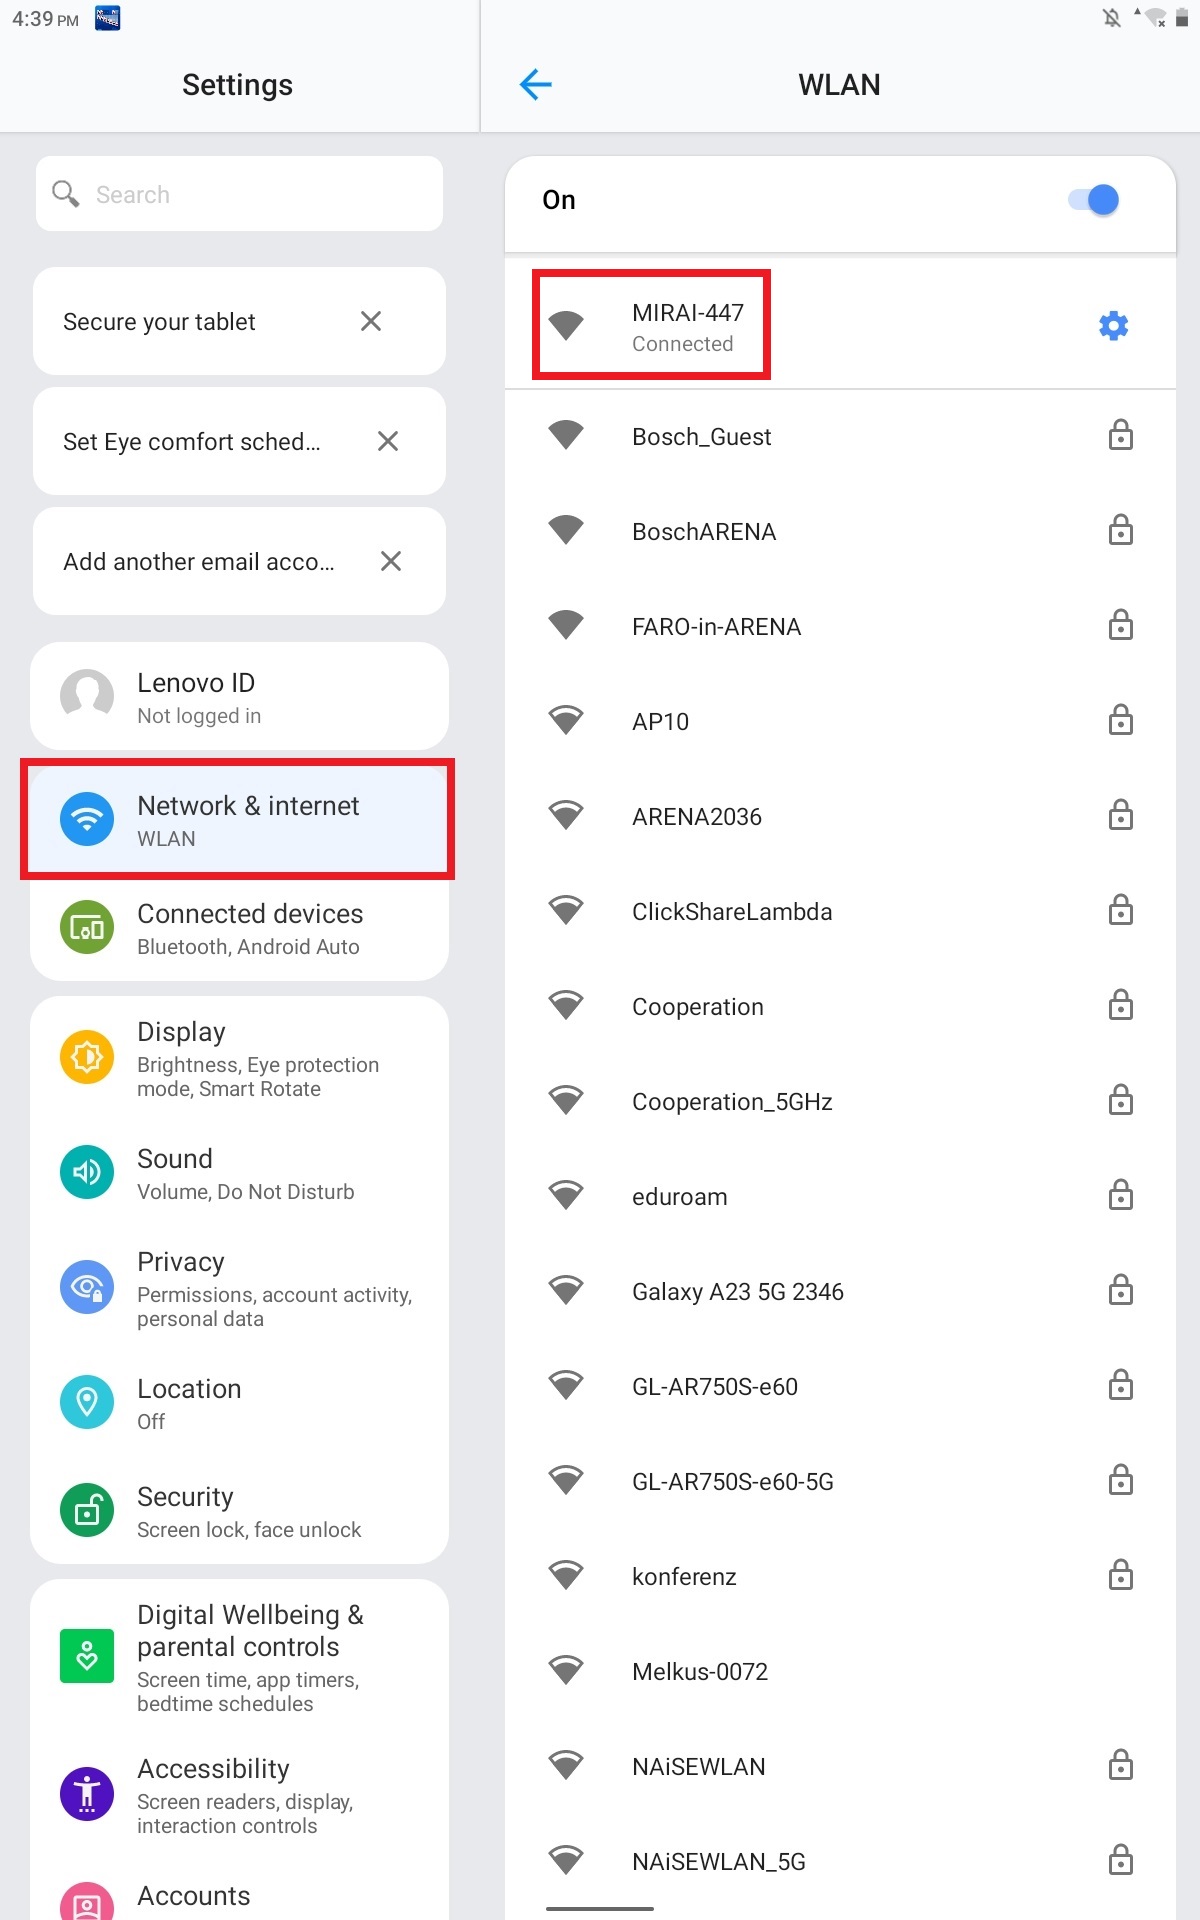 4:39 PM
Settings
Search
Secure your tablet
Set Eye comfort sched...
Add another email acco...
Lenovo ID
Not logged in
Network & internet
WLAN
Connected devices
Bluetooth, Android Auto
Display
Brightness, Eye protection
mode, Smart Rotate
Sound
Volume, Do Not Disturb
Privacy
Permissions, account activity,
personal data
Location
Off
Security
Screen lock, face unlock
Digital Wellbeing &
parental controls
Screen time, app timers,
bedtime schedules
Accessibility
Screen readers, display,
interaction controls
Accounts
WLAN
On
MIRAI-447
Connected
Bosch_Guest
BoschARENA
FARO-in-ARENA
AP10
ARENA2036
ClickShareLambda
Cooperation
Cooperation_5GHz
eduroam
Galaxy A23 5G 2346
GL-AR750S-e60
GL-AR750S-e60-5G
konferenz
Melkus-0072
NAiSEWLAN
NAiSEWLAN_5G